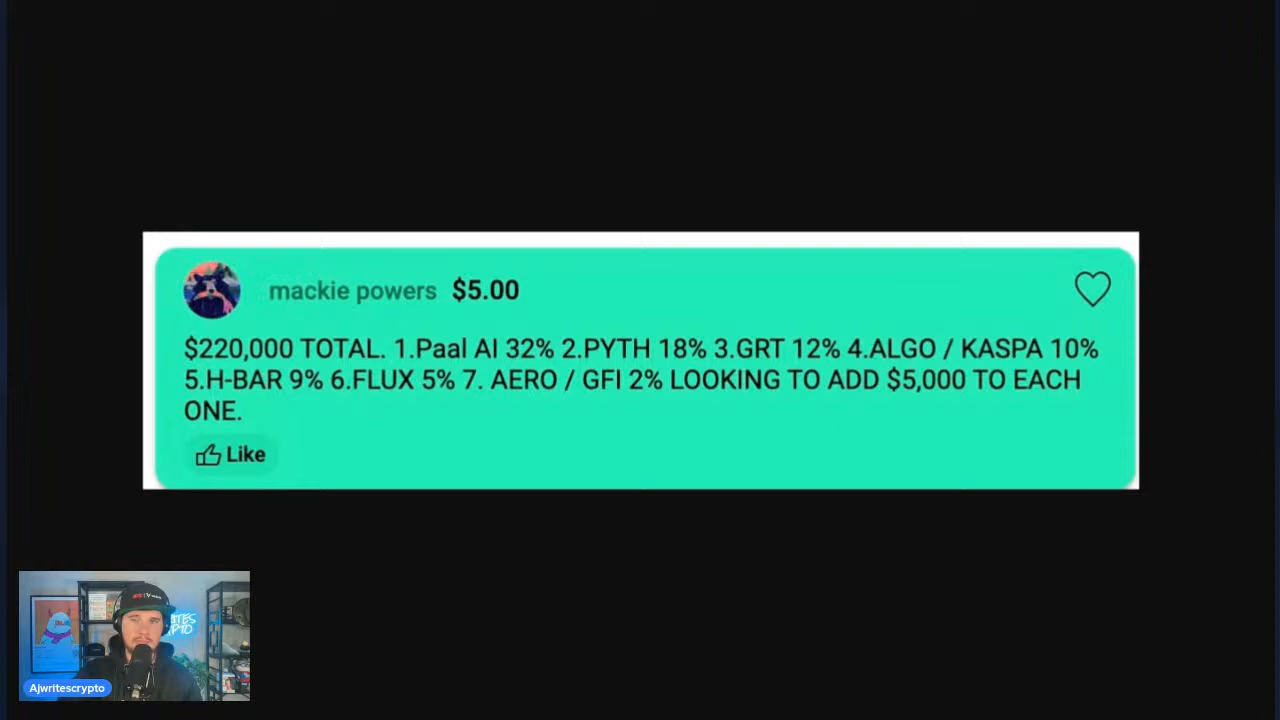 mackie powers $5.00
$220,000 TOTAL. 1.Paal AI 32% 2.PYTH 18% 3.GRT 12% 4.ALGO / KASPA 10%
5.H-BAR 9% 6.FLUX 5% 7. AERO / GFI 2% LOOKING TO ADD $5,000 TO EACH
ONE.
Like
Ajwritescrypto